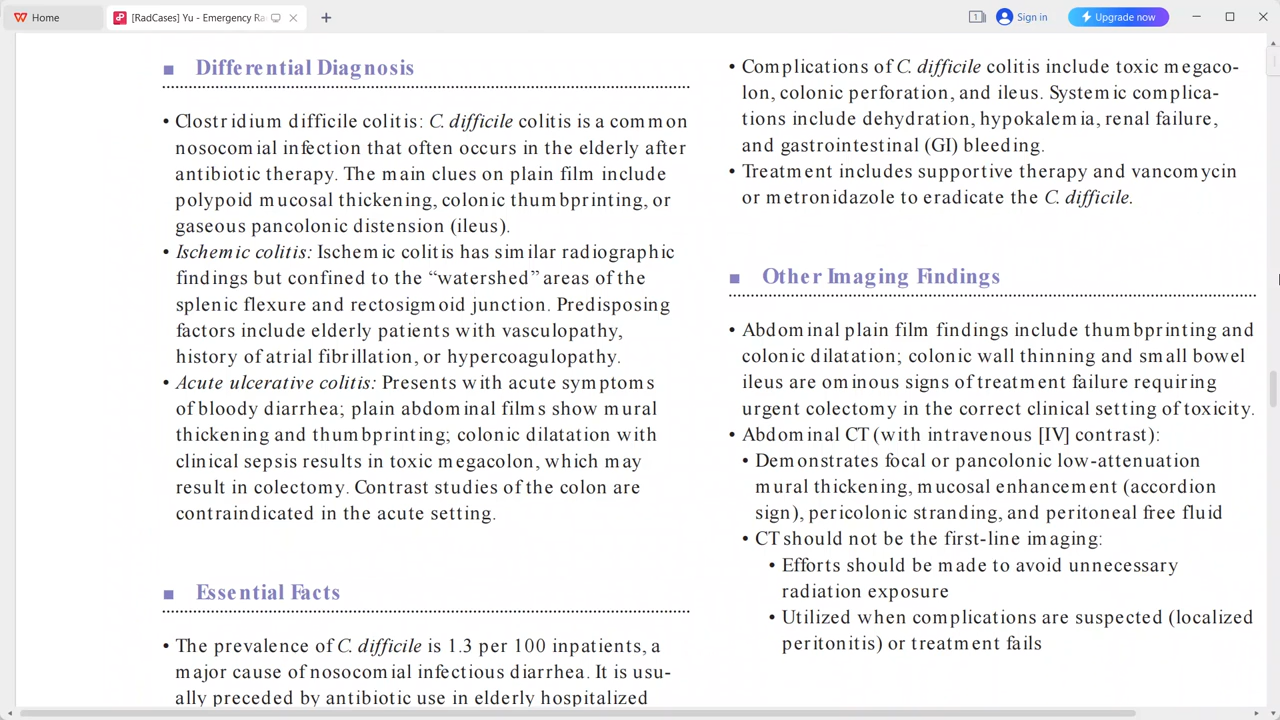 Home
[RadCases] Yu - Emergency Ra
1
Sign in
Upgrade now
■ Differential Diagnosis
• Clostridium difficile colitis: C. difficile colitis is a common
nosocomial infection that often occurs in the elderly after
antibiotic therapy. The main clues on plain film include
polypoid mucosal thickening, colonic thumbprinting, or
gaseous pancolonic distension (ileus).
• Ischemic colitis: Ischemic colitis has similar radiographic
findings but confined to the “watershed” areas of the
splenic flexure and rectosigmoid junction. Predisposing
factors include elderly patients with vasculopathy,
history of atrial fibrillation, or hypercoagulopathy.
• Acute ulcerative colitis: Presents with acute symptoms
of bloody diarrhea; plain abdominal films show mural
thickening and thumbprinting; colonic dilatation with
clinical sepsis results in toxic megacolon, which may
result in colectomy. Contrast studies of the colon are
contraindicated in the acute setting.
■ Essential Facts
• The prevalence of C. difficile is 1.3 per 100 inpatients, a
major cause of nosocomial infectious diarrhea. It is usu-
ally preceded by antibiotic use in elderly hospitalized
• Complications of C. difficile colitis include toxic megaco-
lon, colonic perforation, and ileus. Systemic complica-
tions include dehydration, hypokalemia, renal failure,
and gastrointestinal (GI) bleeding.
• Treatment includes supportive therapy and vancomycin
or metronidazole to eradicate the C. difficile.
■ Other Imaging Findings
• Abdominal plain film findings include thumbprinting and
colonic dilatation; colonic wall thinning and small bowel
ileus are ominous signs of treatment failure requiring
urgent colectomy in the correct clinical setting of toxicity.
• Abdominal CT (with intravenous [IV] contrast):
• Demonstrates focal or pancolonic low-attenuation
mural thickening, mucosal enhancement (accordion
sign), pericolonic stranding, and peritoneal free fluid
• CT should not be the first-line imaging:
• Efforts should be made to avoid unnecessary
radiation exposure
• Utilized when complications are suspected (localized
peritonitis) or treatment fails